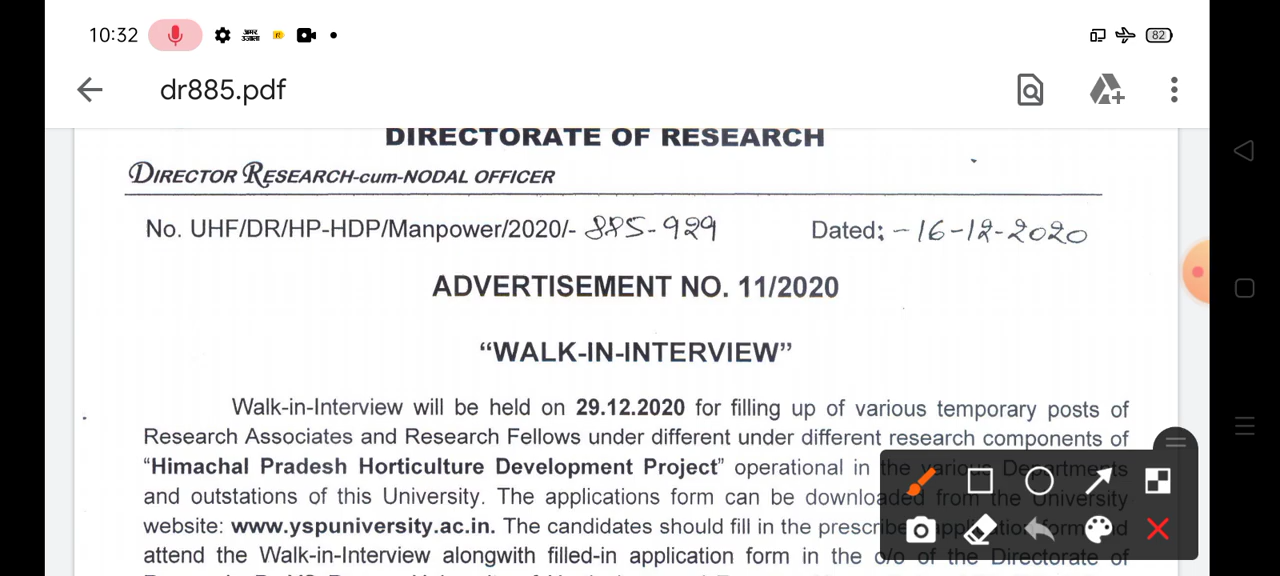 10:32
82
dr885.pdf
DIRECTORATE OF RESEARCH
DIRECTOR RESEARCH-cum-NODAL OFFICER
No. UHF/DR/HP-HDP/Manpower/2020/- 885-929 Dated: -16-12-2020
ADVERTISEMENT NO. 11/2020
“WALK-IN-INTERVIEW”
Walk-in-Interview will be held on 29.12.2020 for filling up of various temporary posts of
Research Associates and Research Fellows under different under different research components of
“Himachal Pradesh Horticulture Development Project” operational in the various Departments
and outstations of this University. The applications form can be downloaded from the University
website: www.yspuniversity.ac.in. The candidates should fill in the prescribed application form and
attend the Walk-in-Interview alongwith filled-in application form in the o/o of the Directorate of